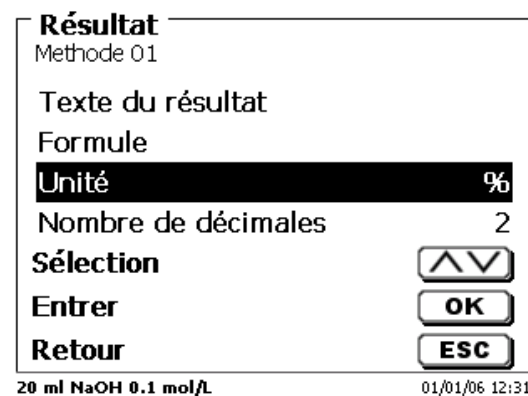 Résultat
Methode 01
Texte du résultat
Formule
Unité %
Nombre de décimales 2
Sélection
Entrer OK
Retour ESC
20 ml NaOH 0.1 mol/L 01/01/06 12:31